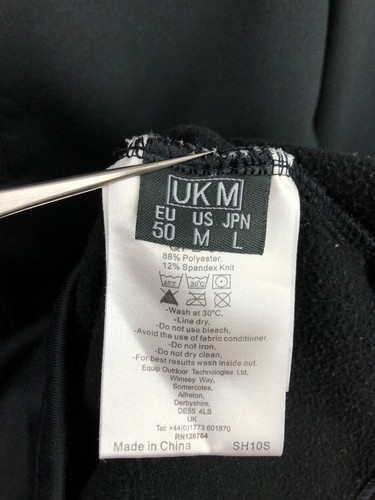 UK M
EU US JPN
50 M L
88% Polyester.
12% Spandex Knit
-Wash at 30°C,
-Line dry,
-Do not use bleach,
-Avoid the use of fabric conditioner.
-Do not iron,
-Do not dry clean,
-For best results wash inside out.
Equip Outdoor Technologies Ltd,
Wimsey Way,
Somercotes,
Alfreton,
Derbyshire,
DE55 4LS
UK
Tel: +44(0)1773 601870
RN128764
Made in China SH10S